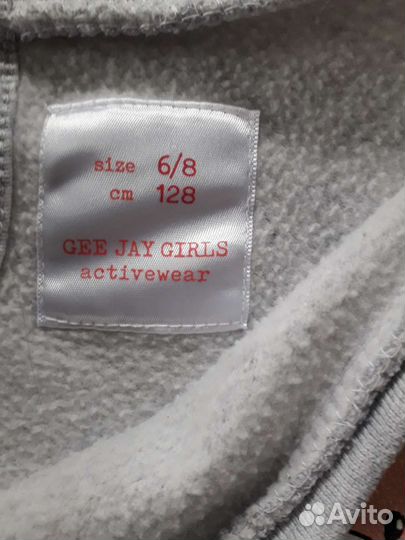 size 6/8
cm 128
GEE JAY GIRLS
activewear
Avito